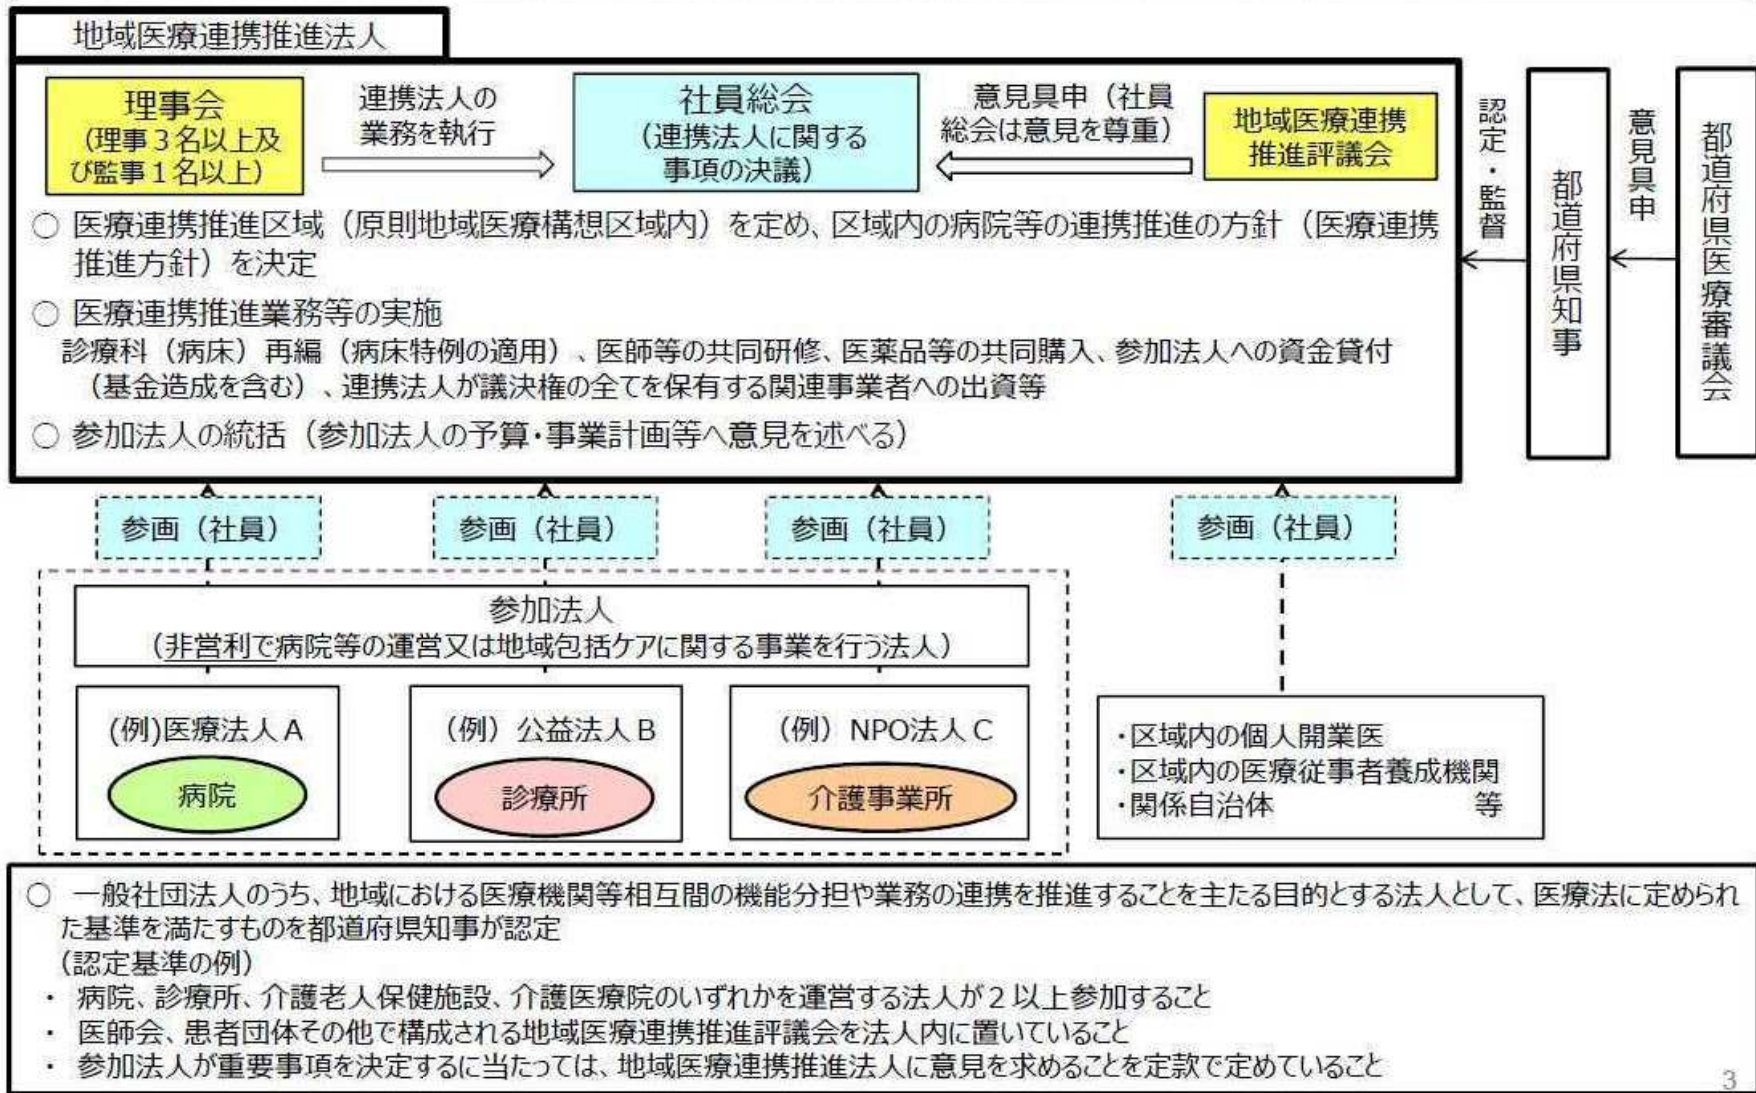 地域医療連携推進法人
理事会
（理事３名以上及
び監事１名以上）
連携法人の
業務を執行
社員総会
（連携法人に関する
事項の決議）
意見具申（社員
総会は意見を尊重）
地域医療連携
推進評議会
認定・監督
都道府県知事
意見具申
都道府県医療審議会
○ 医療連携推進区域（原則地域医療構想区域内）を定め、区域内の病院等の連携推進の方針（医療連携
推進方針）を決定
○ 医療連携推進業務等の実施
診療科（病床）再編（病床特例の適用）、医師等の共同研修、医薬品等の共同購入、参加法人への資金貸付
（基金造成を含む）、連携法人が議決権の全てを保有する関連事業者への出資等
○ 参加法人の統括（参加法人の予算・事業計画等へ意見を述べる）
参画（社員）
参画（社員）
参画（社員）
参画（社員）
参加法人
（非営利で病院等の運営又は地域包括ケアに関する事業を行う法人）
(例)医療法人Ａ
病院
（例）公益法人Ｂ
診療所
（例）NPO法人Ｃ
介護事業所
・区域内の個人開業医
・区域内の医療従事者養成機関
・関係自治体 等
○ 一般社団法人のうち、地域における医療機関等相互間の機能分担や業務の連携を推進することを主たる目的とする法人として、医療法に定められ
た基準を満たすものを都道府県知事が認定
（認定基準の例）
・ 病院、診療所、介護老人保健施設、介護医療院のいずれかを運営する法人が２以上参加すること
・ 医師会、患者団体その他で構成される地域医療連携推進評議会を法人内に置いていること
・ 参加法人が重要事項を決定するに当たっては、地域医療連携推進法人に意見を求めることを定款で定めていること
3